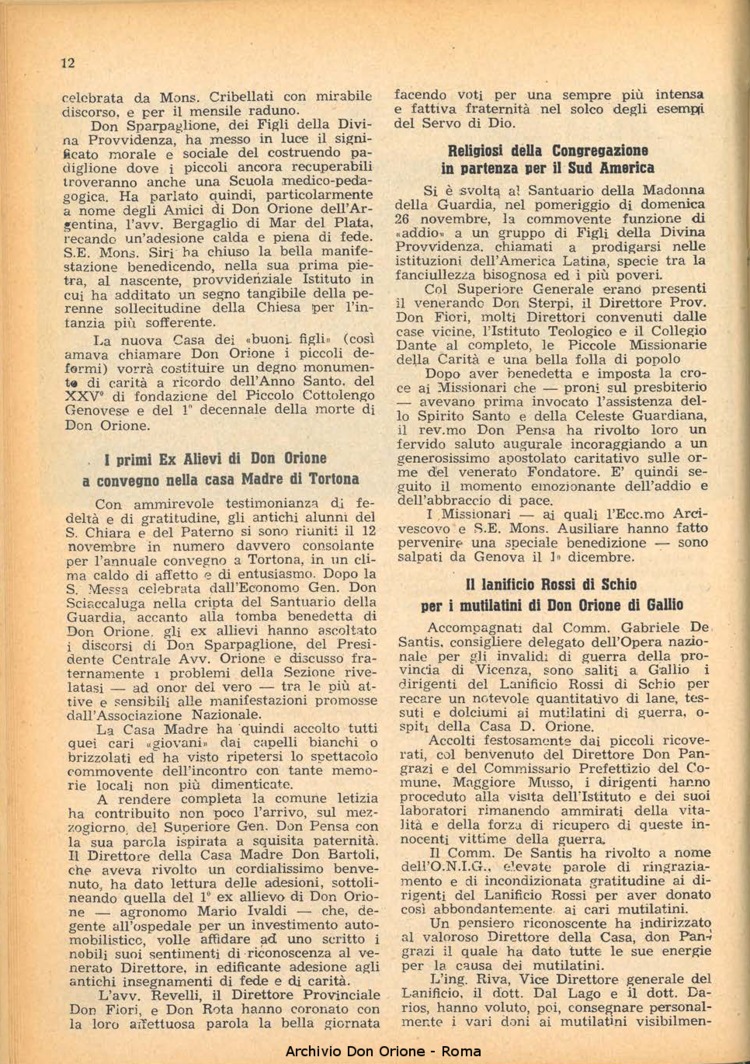 12
celebrata da Mons. Cribellati con mirabile
discorso, e per il mensile raduno.
Don Sparpaglione, dei Figli della Divi-
na Provvidenza, ha messo in luce il signi-
ficato morale e sociale del costruendo pa-
diglione dove i piccoli ancora recuperabili
troveranno anche una Scuola medico-peda-
gogica. Ha parlato quindi, particolarmente
a nome degli Amici di Don Orione dell'Ar-
gentina, l'avv. Bergaglio di Mar del Plata,
recando un'adesione calda e piena di fede.
S.E. Mons. Siri ha chiuso la bella manife-
stazione benedicendo, nella sua prima pie-
tra, al nascente, provvidenziale Istituto in
cui ha additato un segno tangibile della pe-
renne sollecitudine della Chiesa per l'in-
fanzia più sofferente.
La nuova Casa dei «buoni figli» (così
amava chiamare Don Orione i piccoli de-
formi) vorrà costituire un degno monumen-
to di carità a ricordo dell'Anno Santo, del
XXV° di fondazione del Piccolo Cottolengo
Genovese e del 1° decennale della morte di
Don Orione.
I primi Ex Alievi di Don Orione
a convegno nella casa Madre di Tortona
Con ammirevole testimonianza di fe-
deltà e di gratitudine, gli antichi alunni del
S. Chiara e del Paterno si sono riuniti il 12
novembre in numero davvero consolante
per l'annuale convegno a Tortona, in un cli-
ma caldo di affetto e di entusiasmo. Dopo la
S. Messa celebrata dall'Economo Gen. Don
Sciaccaluga nella cripta del Santuario della
Guardia, accanto alla tomba benedetta di
Don Orione, gli ex allievi hanno ascoltato
i discorsi di Don Sparpaglione, del Presi-
dente Centrale Avv. Orione e discusso fra-
ternamente i problemi della Sezione rive-
latasi — ad onor del vero — tra le più at-
tive e sensibili alle manifestazioni promosse
dall'Associazione Nazionale.
La Casa Madre ha quindi accolto tutti
quei cari «giovani» dai capelli bianchi o
brizzolati ed ha visto ripetersi lo spettacolo
commovente dell'incontro con tante memo-
rie locali non più dimenticate.
A rendere completa la comune letizia
ha contribuito non poco l'arrivo, sul mez-
zogiorno, del Superiore Gen. Don Pensa con
la sua parola ispirata a squisita paternità.
Il Direttore della Casa Madre Don Bartoli,
che aveva rivolto un cordialissimo benve-
nuto, ha dato lettura delle adesioni, sottoli-
neando quella del 1° ex allievo di Don Orio-
ne — agronomo Mario Ivaldi — che, de-
gente all'ospedale per un investimento auto-
mobilistico, volle affidare ad uno scritto i
nobili suoi sentimenti di riconoscenza al ve-
nerato Direttore, in edificante adesione agli
antichi insegnamenti di fede e di carità.
L'avv. Revelli, il Direttore Provinciale
Don Fiori, e Don Rota hanno coronato con
la loro affettuosa parola la bella giornata
facendo voti per una sempre più intensa
e fattiva fraternità nel solco degli esempi
del Servo di Dio.
Religiosi della Congregazione
in partenza per il Sud America
Si è svolta al Santuario della Madonna
della Guardia, nel pomeriggio di domenica
26 novembre, la commovente funzione di
«addio» a un gruppo di Figli della Divina
Provvidenza, chiamati a prodigarsi nelle
istituzioni dell'America Latina, specie tra la
fanciullezza bisognosa ed i più poveri.
Col Superiore Generale erano presenti
il venerando Don Sterpi, il Direttore Prov.
Don Fiori, molti Direttori convenuti dalle
case vicine, l'Istituto Teologico e il Collegio
Dante al completo, le Piccole Missionarie
della Carità e una bella folla di popolo
Dopo aver benedetta e imposta la cro-
ce ai Missionari che — proni sul presbiterio
— avevano prima invocato l'assistenza del-
lo Spirito Santo e della Celeste Guardiana,
il rev.mo Don Pensa ha rivolto loro un
fervido saluto augurale incoraggiando a un
generosissimo apostolato caritativo sulle or-
me del venerato Fondatore. E' quindi se-
guito il momento emozionante dell'addio e
dell'abbraccio di pace.
I Missionari — ai quali l'Ecc.mo Arci-
vescovo e S.E. Mons. Ausiliare hanno fatto
pervenire una speciale benedizione — sono
salpati da Genova il 1° dicembre.
Il lanificio Rossi di Schio
per i mutilatini di Don Orione di Gallio
Accompagnati dal Comm. Gabriele De
Santis, consigliere delegato dell'Opera nazio-
nale per gli invalidi di guerra della pro-
vincia di Vicenza, sono saliti a Gallio i
dirigenti del Lanificio Rossi di Schio per
recare un notevole quantitativo di lane, tes-
suti e dolciumi ai mutilatini di guerra, o-
spiti della Casa D. Orione.
Accolti festosamente dai piccoli ricove-
rati, col benvenuto del Direttore Don Pan-
grazi e del Commissario Prefettizio del Co-
mune, Maggiore Musso, i dirigenti hanno
proceduto alla visita dell'Istituto e dei suoi
laboratori rimanendo ammirati della vita-
lità e della forza di ricupero di queste in-
nocenti vittime della guerra.
Il Comm. De Santis ha rivolto a nome
dell'O.N.I.G., elevate parole di ringrazia-
mento e di incondizionata gratitudine ai di-
rigenti del Lanificio Rossi per aver donato
così abbondantemente ai cari mutilatini.
Un pensiero riconoscente ha indirizzato
al valoroso Direttore della Casa, don Pan-
grazi il quale ha dato tutte le sue energie
per la causa dei mutilatini.
L'ing. Riva, Vice Direttore generale del
Lanificio, il dott. Dal Lago e il dott. Da-
rios, hanno voluto, poi, consegnare personal-
mente i vari doni ai mutilatini visibilmen-
Archivio Don Orione - Roma